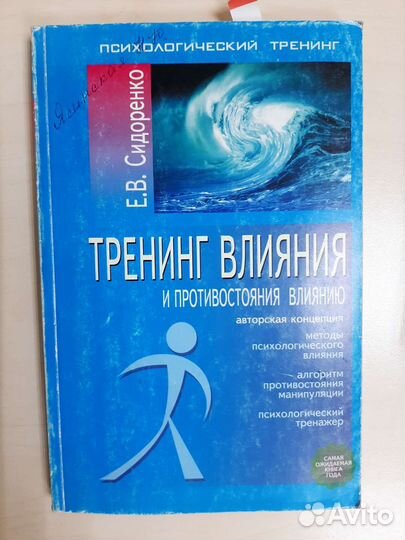 ПСИХОЛОГИЧЕСКИЙ ТРЕНИНГ
Е.В. Сидоренко
ТРЕНИНГ ВЛИЯНИЯ
И ПРОТИВОСТОЯНИЯ ВЛИЯНИЮ
авторская концепция
методы
психологического
влияния
алгоритм
противостояния
манипуляции
психологический
тренажер
САМАЯ
ОЖИДАЕМАЯ
КНИГА
ГОДА
Avito